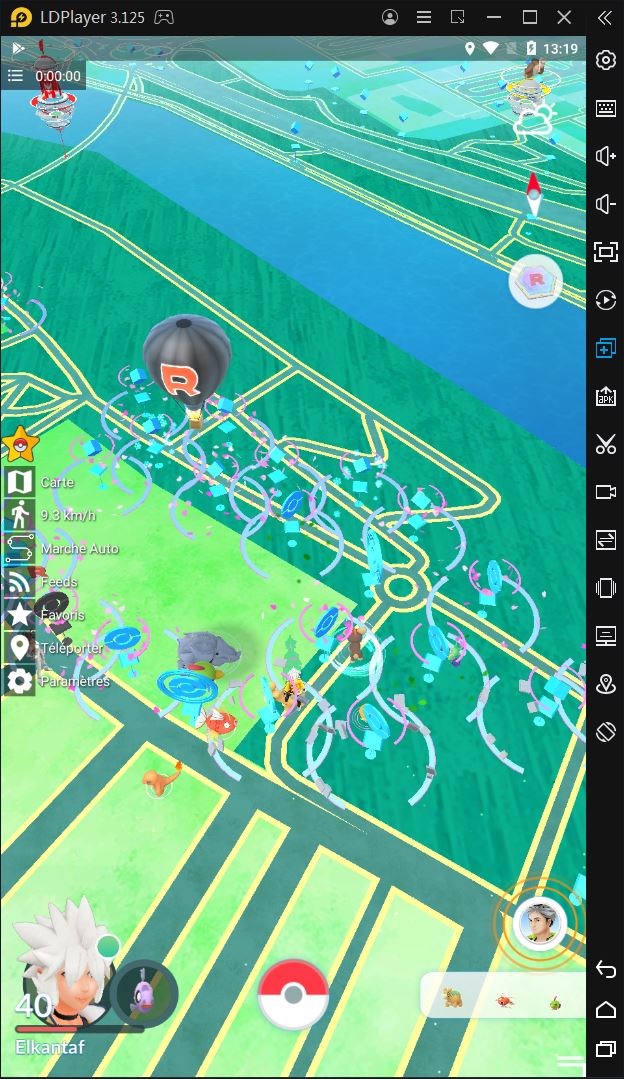 LDPlayer 3.125
13:19
0:00:00
R
R
Carte
9.3 km/h
Marche Auto
Feeds
Favoris
Téléporter
Paramètres
APK
40
Elkantaf